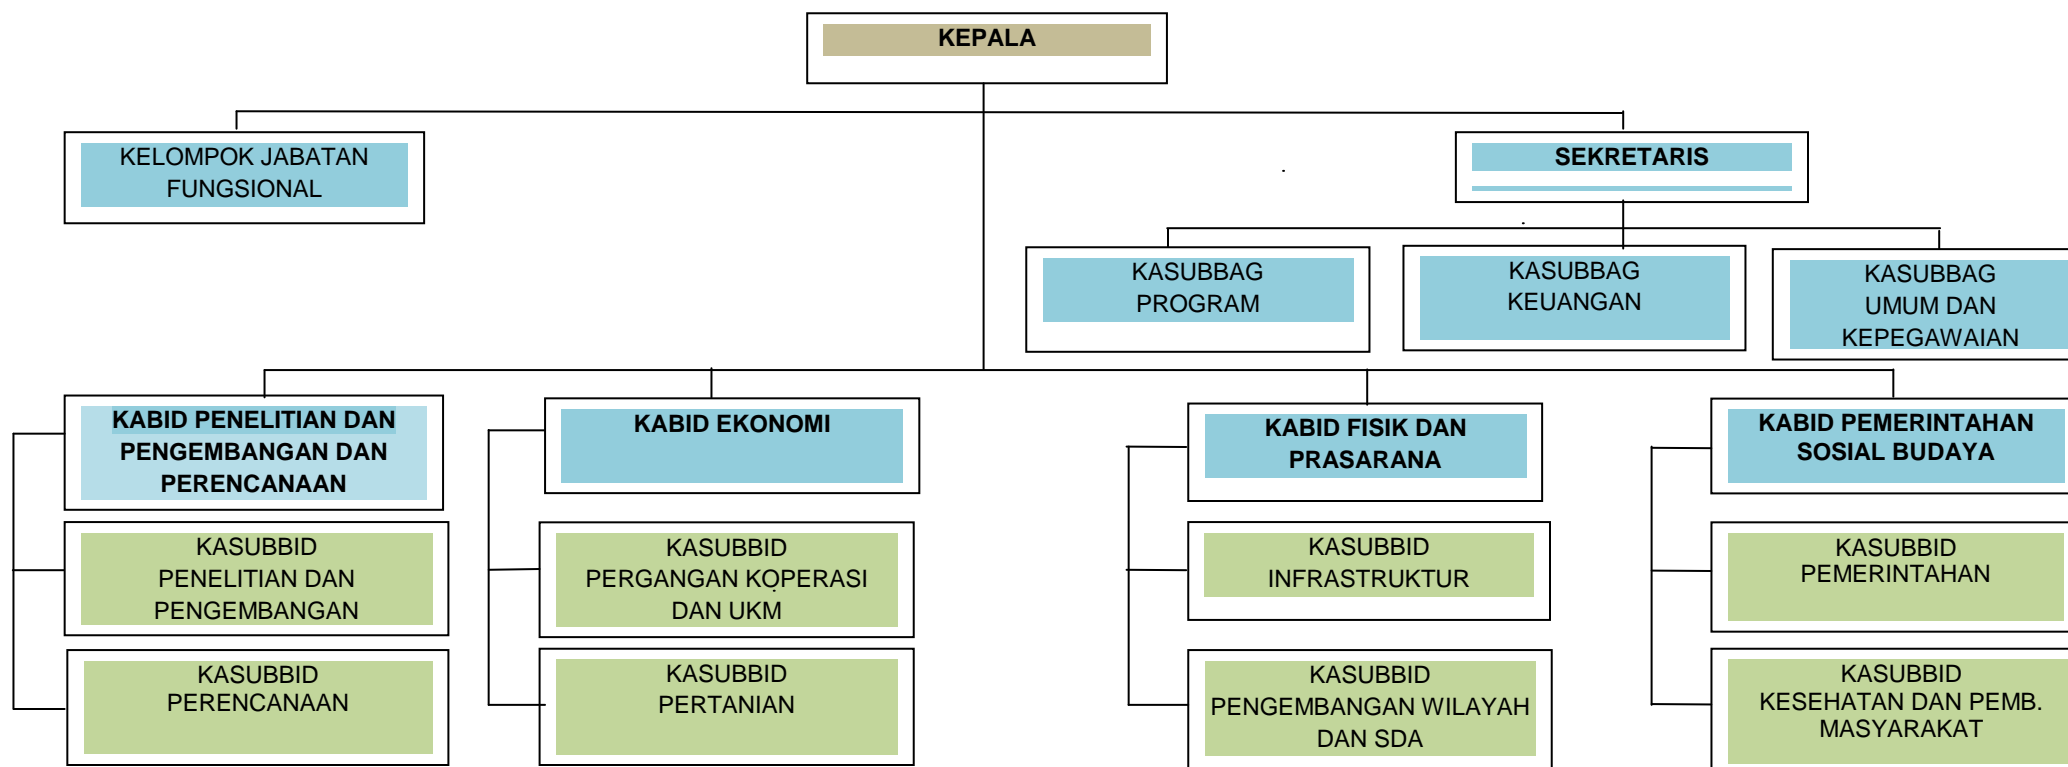 KEPALA
KELOMPOK JABATAN
FUNGSIONAL
SEKRETARIS
KASUBBAG
PROGRAM
KASUBBAG
KEUANGAN
KASUBBAG
UMUM DAN
KEPEGAWAIAN
KABID PENELITIAN DAN
PENGEMBANGAN DAN
PERENCANAAN
KABID EKONOMI
KABID FISIK DAN
PRASARANA
KABID PEMERINTAHAN
SOSIAL BUDAYA
KASUBBID
PENELITIAN DAN
PENGEMBANGAN
KASUBBID
PERGANGAN KOPERASI
DAN UKM
KASUBBID
INFRASTRUKTUR
KASUBBID
PEMERINTAHAN
KASUBBID
PERENCANAAN
KASUBBID
PERTANIAN
KASUBBID
PENGEMBANGAN WILAYAH
DAN SDA
KASUBBID
KESEHATAN DAN PEMB.
MASYARAKAT